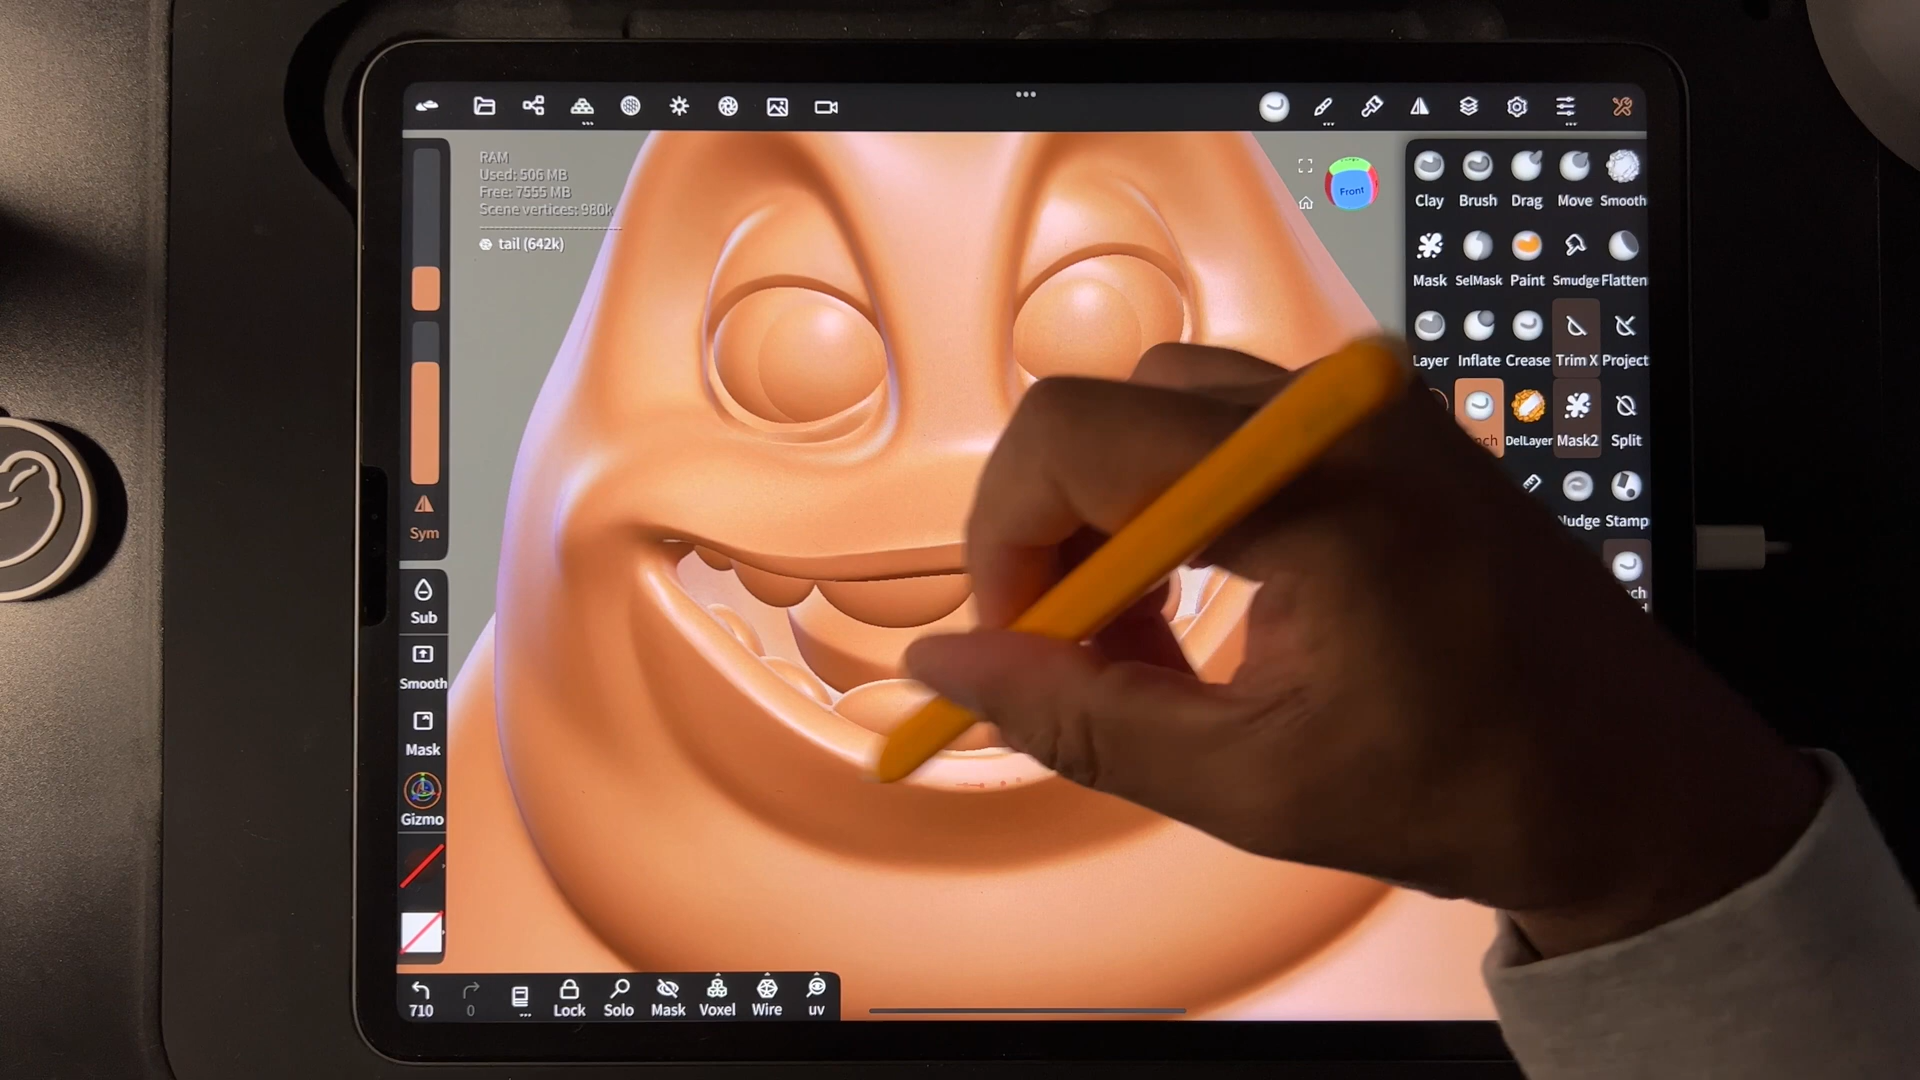 RAM
Used: 506 MB
Free: 7555 MB
Scene vertices: 980k
tail (642k)
Front
Clay Brush Drag Move Smooth
Mask SelMask Paint Smudge Flatten
Layer Inflate Crease Trim X Project
DelLayer Mask2 Split
Stamp
Sym
Sub
Smooth
Mask
Gizmo
710 0 Lock Solo Mask Voxel Wire uv